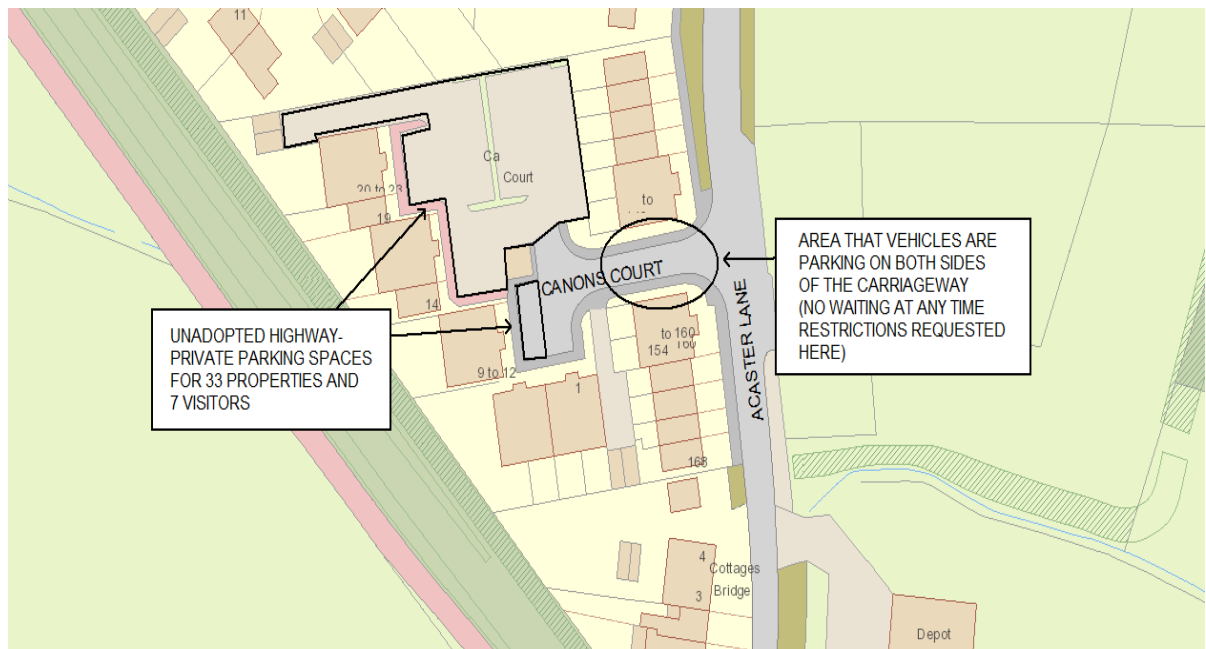 11
Ca
Court
20 to 23
19
to
14
9 to 12
1
CANONS COURT
to 160
154 160
168
ACASTER LANE
UNADOPTED HIGHWAY-
PRIVATE PARKING SPACES
FOR 33 PROPERTIES AND
7 VISITORS
AREA THAT VEHICLES ARE
PARKING ON BOTH SIDES
OF THE CARRIAGEWAY
(NO WAITING AT ANY TIME
RESTRICTIONS REQUESTED
HERE)
4
Cottages
Bridge
3
Depot